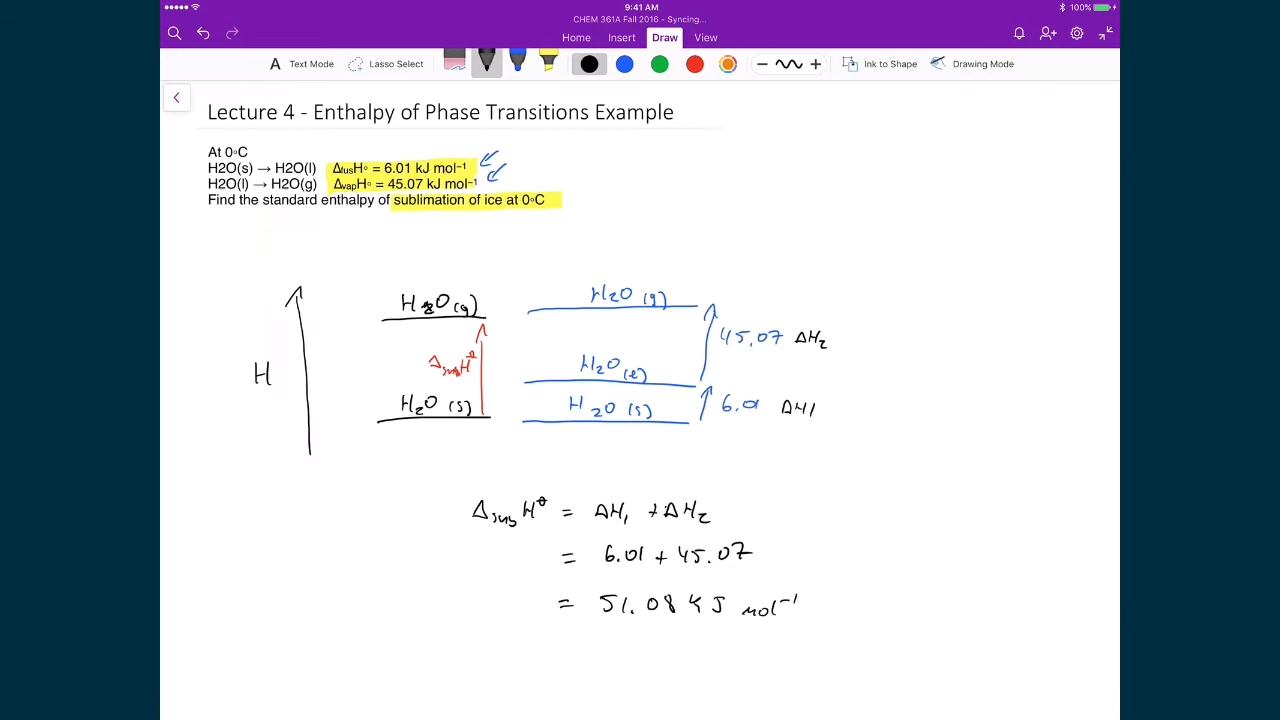 9:41 AM
100%
CHEM 361A Fall 2016 - Syncing...
Home Insert Draw View
Text Mode Lasso Select Ink to Shape Drawing Mode
Lecture 4 - Enthalpy of Phase Transitions Example
At 0◦C
H2O(s) → H2O(l) ΔfusH◦ = 6.01 kJ mol⁻¹
H2O(l) → H2O(g) ΔvapH◦ = 45.07 kJ mol⁻¹
Find the standard enthalpy of sublimation of ice at 0◦C
H₂O (g) H₂O (g)
45.07 ΔH₂
H ΔsubH⦵ H₂O (l)
H₂O (s) H₂O (s) 6.01 ΔH₁
ΔsubH⦵ = ΔH₁ + ΔH₂
= 6.01 + 45.07
= 51.08 kJ mol⁻¹